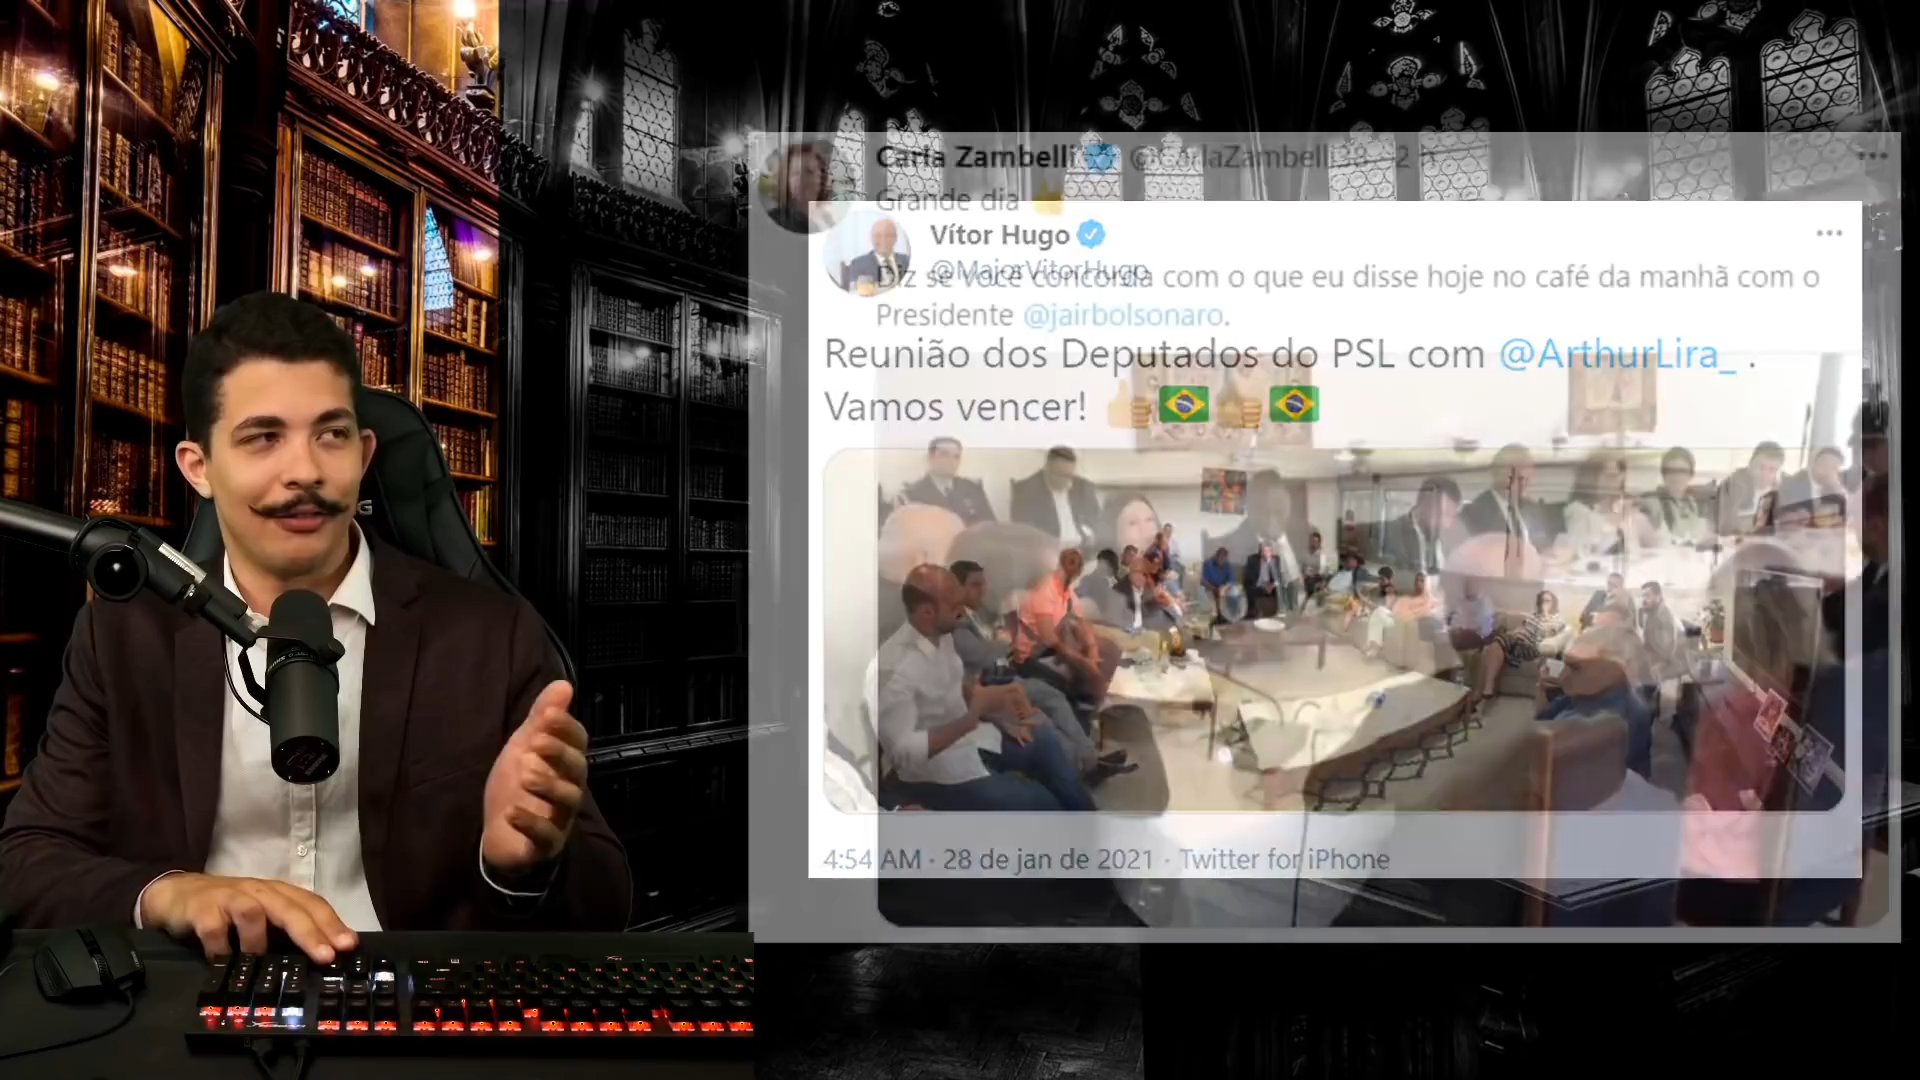 Carla Zambelli @CarlaZambelli38 · 2 h
Grande dia
Vítor Hugo
@MajorVitorHugo
Diz se você concorda com o que eu disse hoje no café da manhã com o
Presidente @jairbolsonaro.
Reunião dos Deputados do PSL com @ArthurLira_ .
Vamos vencer!
4:54 AM · 28 de jan de 2021 · Twitter for iPhone